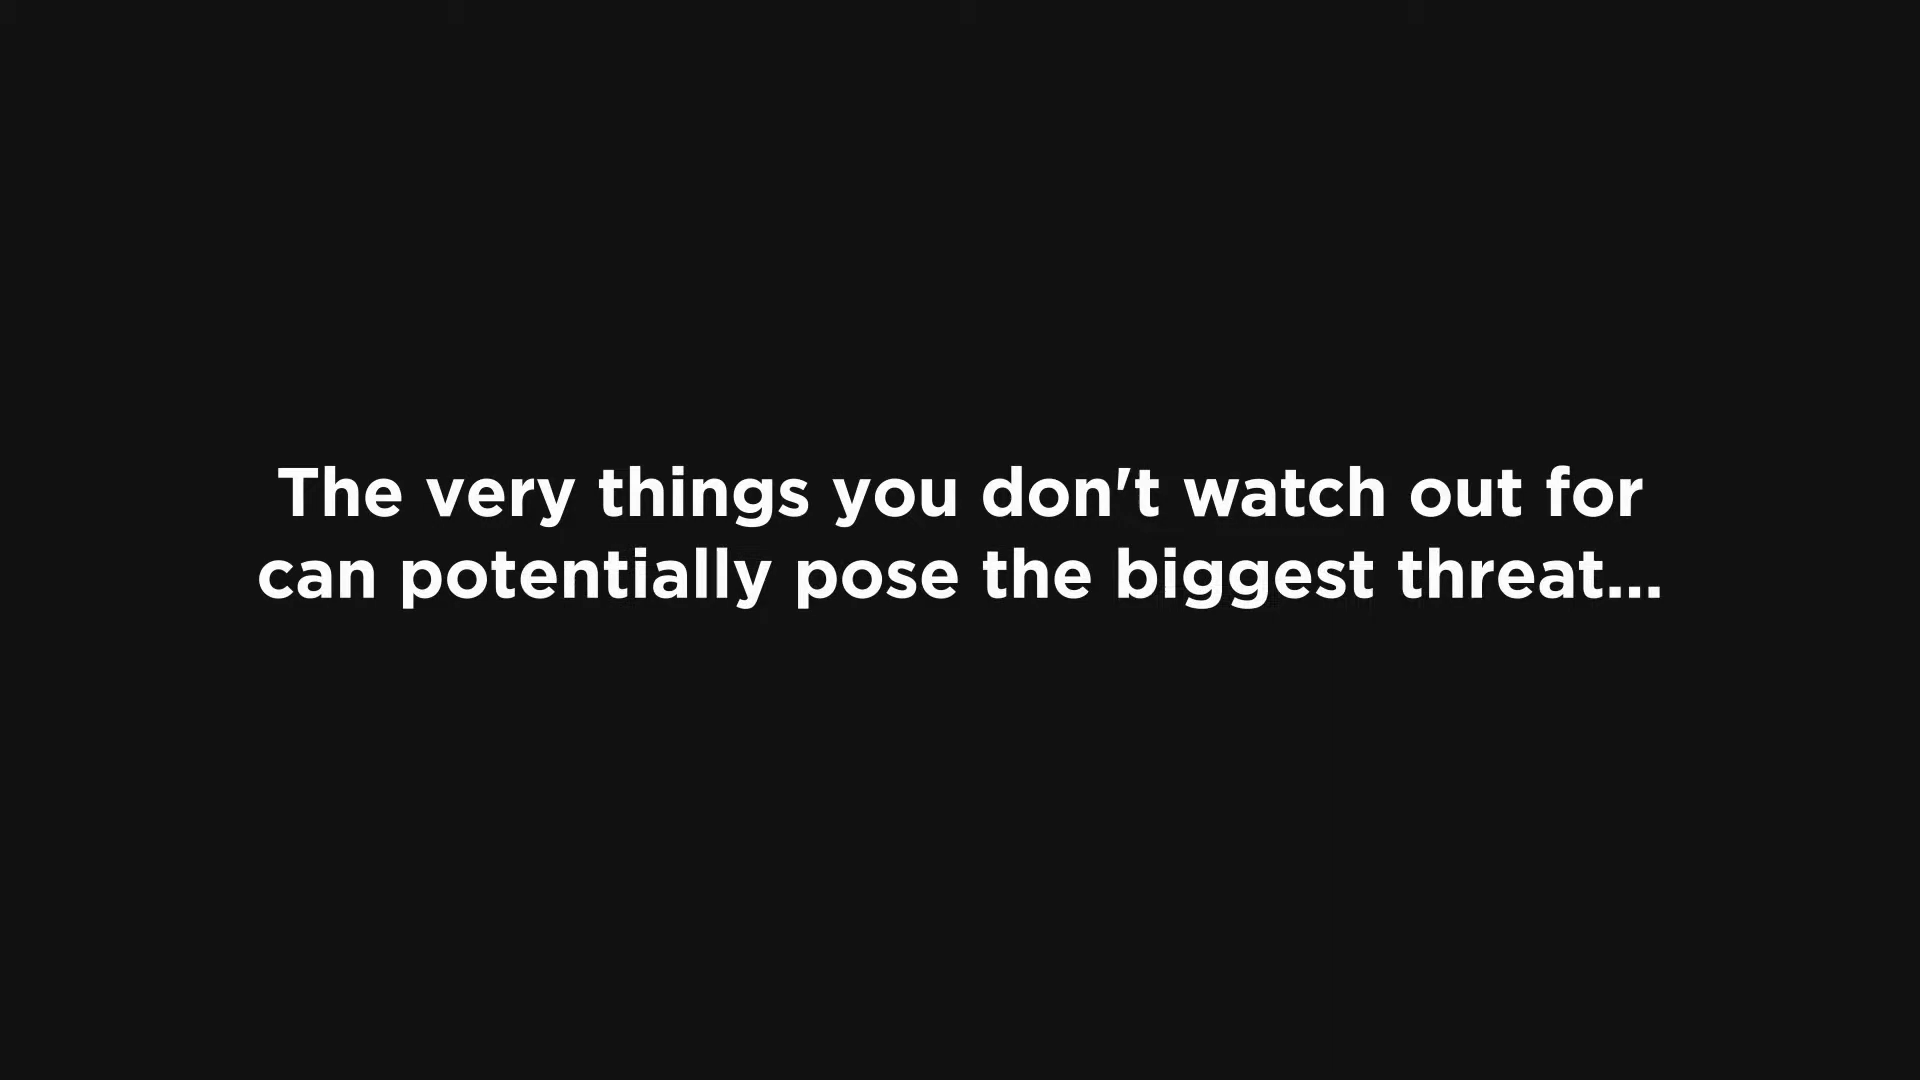 The very things you don't watch out for
can potentially pose the biggest threat...